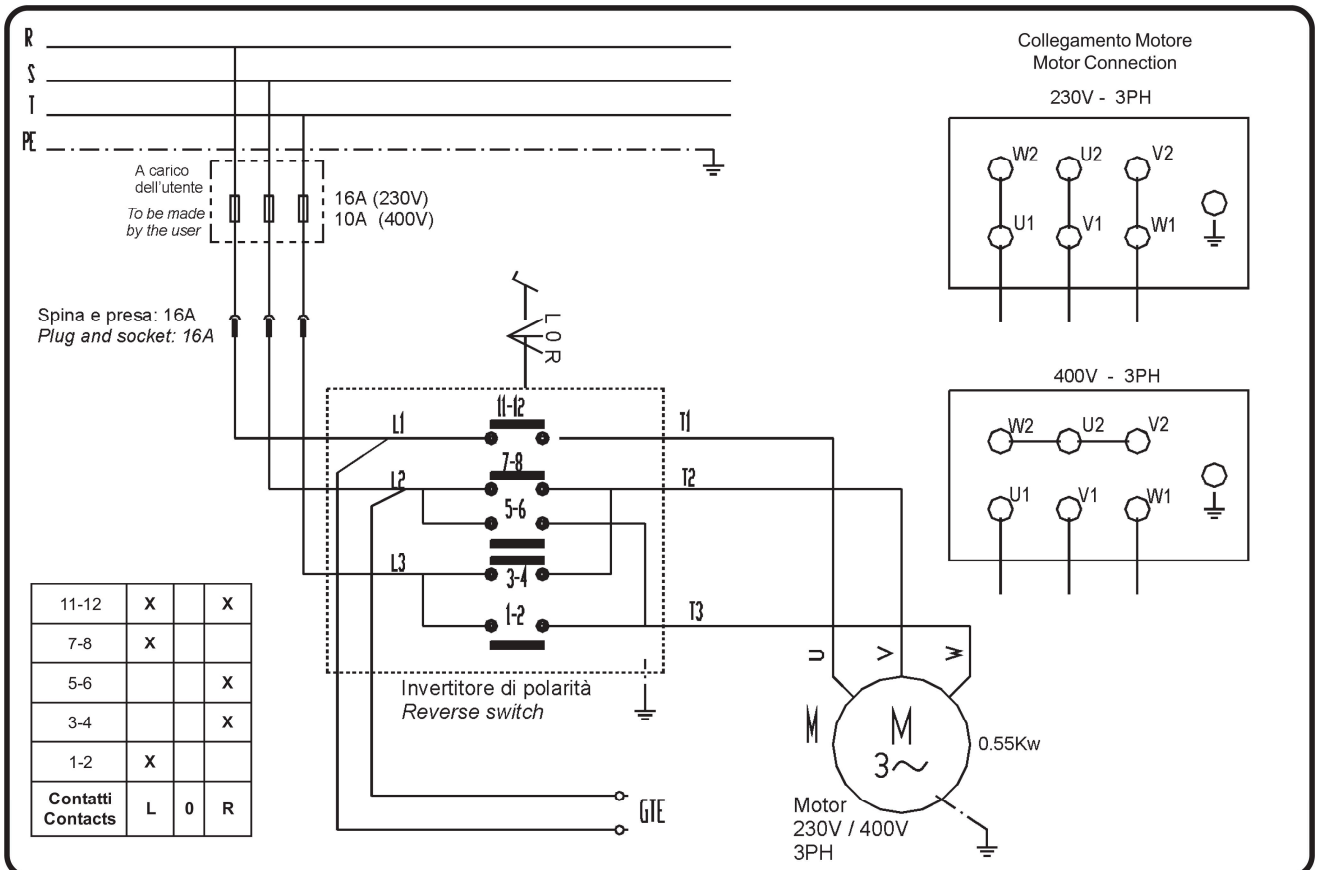 R
S
T
PE
A carico
dell'utente
To be made
by the user
16A (230V)
10A (400V)
Spina e presa: 16A
Plug and socket: 16A
L 0 R
L1
11-12
T1
L2
7-8
T2
5-6
L3
3-4
1-2
T3
Invertitore di polarità
Reverse switch
GTE
U
V
W
M
M
3~
0.55Kw
Motor
230V / 400V
3PH
11-12 X X
7-8 X
5-6 X
3-4 X
1-2 X
Contatti
Contacts L 0 R
Collegamento Motore
Motor Connection
230V - 3PH
W2 U2 V2
U1 V1 W1
400V - 3PH
W2 U2 V2
U1 V1 W1